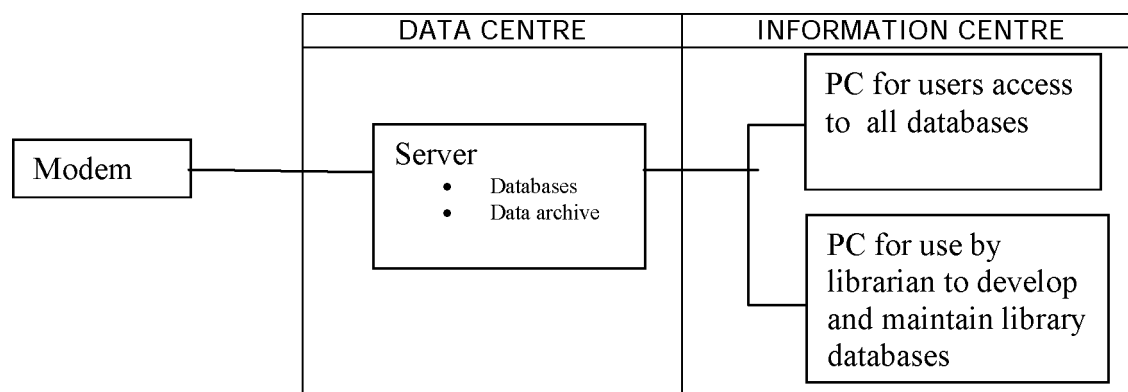 DATA CENTRE
INFORMATION CENTRE
Modem
Server
• Databases
• Data archive
PC for users access
to all databases
PC for use by
librarian to develop
and maintain library
databases